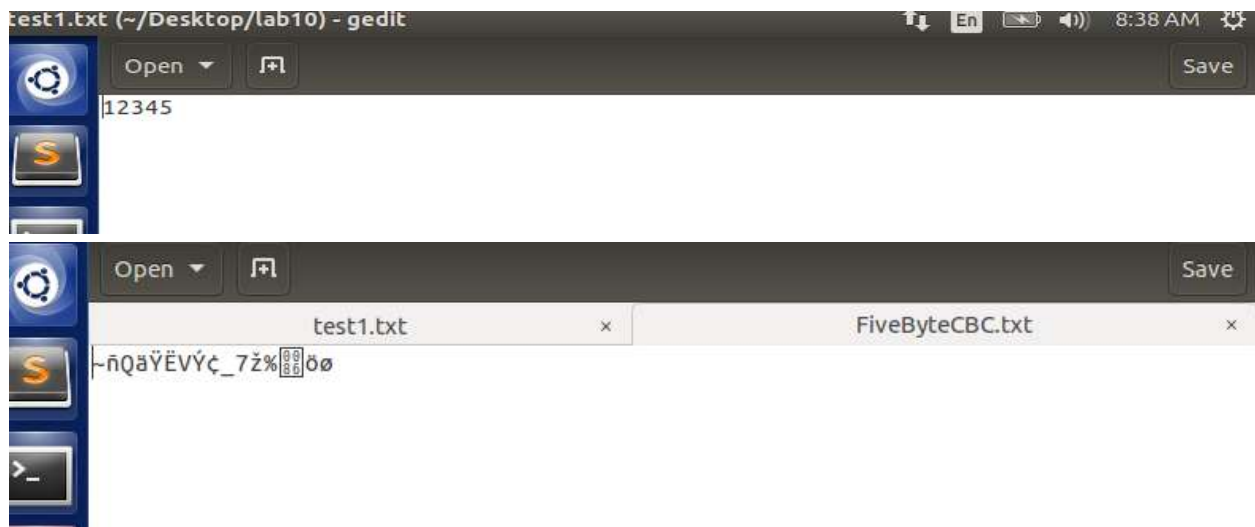 test1.txt (~/Desktop/lab10) - gedit En 8:38 AM
Open Save
12345
Open Save
test1.txt × FiveByteCBC.txt ×
~ñQäŸËVÝ¢_7ž%öø